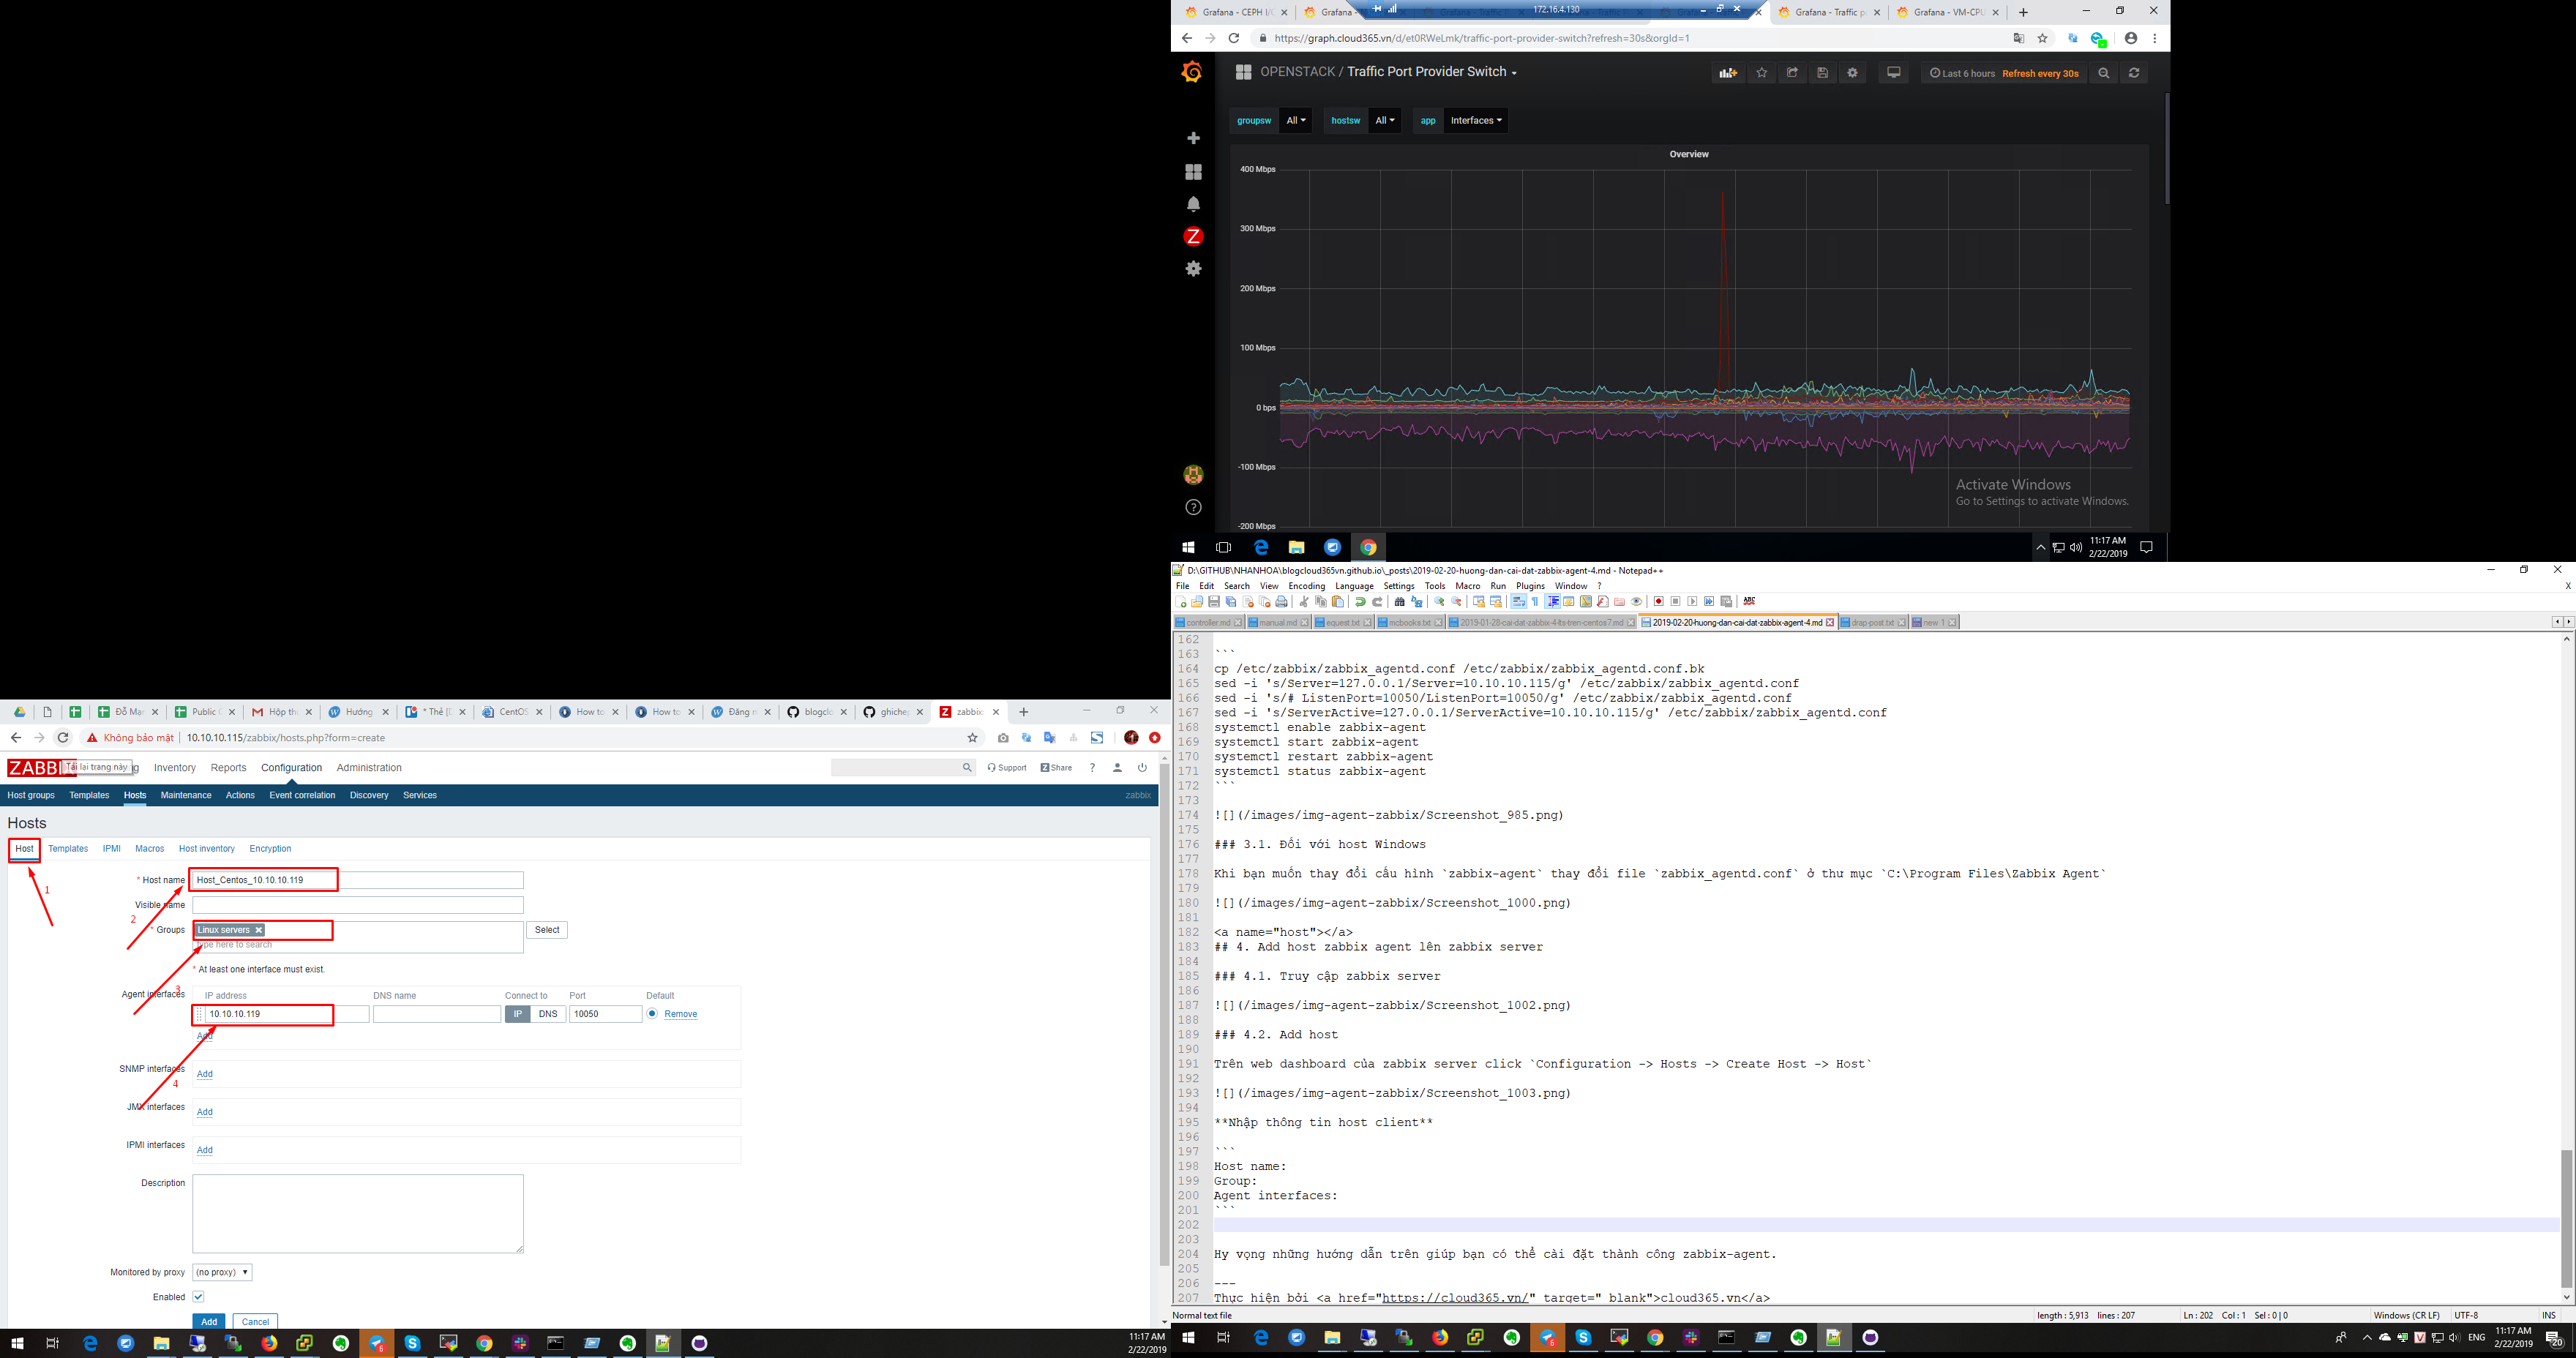 Grafana - CEPH I/
Grafana -
172.16.4.130
Grafana - Traffic p
Grafana - VM-CPU
https://graph.cloud365.vn/d/et0RWeLmk/traffic-port-provider-switch?refresh=30s&orgId=1
OPENSTACK / Traffic Port Provider Switch
Last 6 hours Refresh every 30s
groupsw All hostsw All app Interfaces
Overview
400 Mbps
300 Mbps
200 Mbps
100 Mbps
0 bps
-100 Mbps
-200 Mbps
Activate Windows
Go to Settings to activate Windows.
11:17 AM
2/22/2019
D:\GITHUB\NHANHOA\blogcloud365vn.github.io\_posts\2019-02-20-huong-dan-cai-dat-zabbix-agent-4.md - Notepad++
File Edit Search View Encoding Language Settings Tools Macro Run Plugins Window ? X
controller.md manual.md equest.txt mcbooks.txt 2019-01-28-cai-dat-zabbix-4-lts-tren-centos7.md 2019-02-20-huong-dan-cai-dat-zabbix-agent-4.md drap-post.txt new 1
162
163 ```
164 cp /etc/zabbix/zabbix_agentd.conf /etc/zabbix/zabbix_agentd.conf.bk
165 sed -i 's/Server=127.0.0.1/Server=10.10.10.115/g' /etc/zabbix/zabbix_agentd.conf
166 sed -i 's/# ListenPort=10050/ListenPort=10050/g' /etc/zabbix/zabbix_agentd.conf
167 sed -i 's/ServerActive=127.0.0.1/ServerActive=10.10.10.115/g' /etc/zabbix/zabbix_agentd.conf
168 systemctl enable zabbix-agent
169 systemctl start zabbix-agent
170 systemctl restart zabbix-agent
171 systemctl status zabbix-agent
172 ```
173
174 ![](/images/img-agent-zabbix/Screenshot_985.png)
175
176 ### 3.1. Đối với host Windows
177
178 Khi bạn muốn thay đổi cấu hình `zabbix-agent` thay đổi file `zabbix_agentd.conf` ở thư mục `C:\Program Files\Zabbix Agent`
179
180 ![](/images/img-agent-zabbix/Screenshot_1000.png)
181
182 <a name="host"></a>
183 ## 4. Add host zabbix agent lên zabbix server
184
185 ### 4.1. Truy cập zabbix server
186
187 ![](/images/img-agent-zabbix/Screenshot_1002.png)
188
189 ### 4.2. Add host
190
191 Trên web dashboard của zabbix server click `Configuration -> Hosts -> Create Host -> Host`
192
193 ![](/images/img-agent-zabbix/Screenshot_1003.png)
194
195 **Nhập thông tin host client**
196
197 ```
198 Host name:
199 Group:
200 Agent interfaces:
201 ```
202
203
204 Hy vọng những hướng dẫn trên giúp bạn có thể cài đặt thành công zabbix-agent.
205
206 ---
207 Thực hiện bởi <a href="https://cloud365.vn/" target="_blank">cloud365.vn</a>
Normal text file length : 5,913 lines : 207 Ln : 202 Col : 1 Sel : 0 | 0 Windows (CR LF) UTF-8 INS
ENG 11:17 AM
2/22/2019
20
Đỗ Mạn Public Hộp th Hướng * Thẻ [ CentOS How to How to Đăng n blogclo ghichep zabbix:
Không bảo mật 10.10.10.115/zabbix/hosts.php?form=create
ZABB Tải lại trang này g Inventory Reports Configuration Administration Support Share ?
Host groups Templates Hosts Maintenance Actions Event correlation Discovery Services zabbix
Hosts
Host Templates IPMI Macros Host inventory Encryption
1
* Host name Host_Centos_10.10.10.119
2
Visible name
* Groups Linux servers Select
type here to search
* At least one interface must exist.
3
Agent interfaces IP address DNS name Connect to Port Default
10.10.10.119 IP DNS 10050 Remove
Add
SNMP interfaces Add
4
JMX interfaces Add
IPMI interfaces Add
Description
Monitored by proxy (no proxy)
Enabled
Add Cancel
11:17 AM
2/22/2019